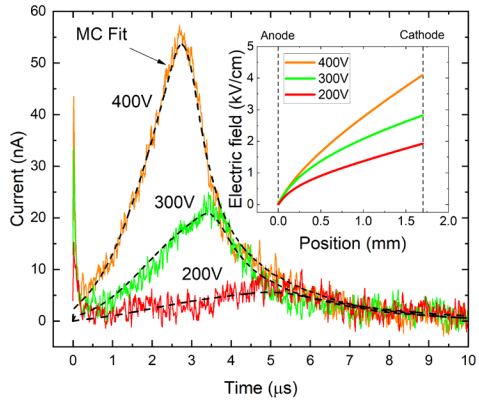 60
50
40
30
20
10
0
Current (nA)
MC Fit
400V
300V
200V
0 1 2 3 4 5 6 7 8 9 10
Time (μs)
Anode
Cathode
400V
300V
200V
5
4
3
2
1
0
Electric field (kV/cm)
0.0 0.5 1.0 1.5 2.0
Position (mm)